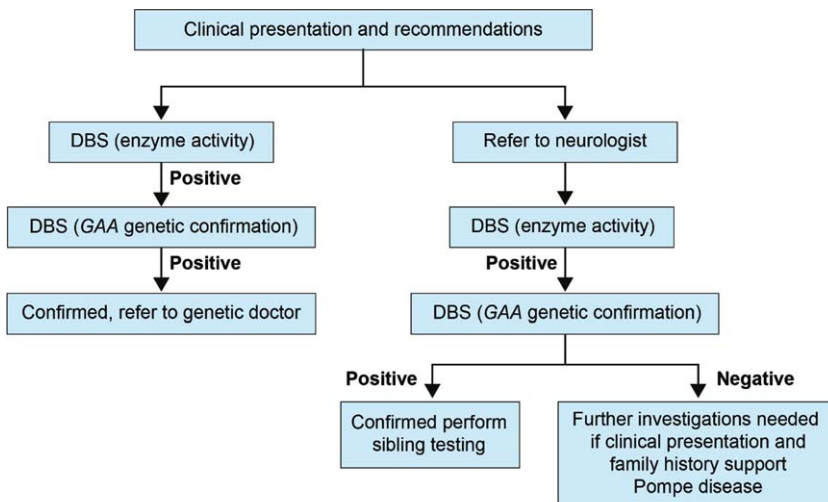 Clinical presentation and recommendations
DBS (enzyme activity)
Refer to neurologist
Positive
DBS (GAA genetic confirmation)
DBS (enzyme activity)
Positive
Positive
Confirmed, refer to genetic doctor
DBS (GAA genetic confirmation)
Positive
Negative
Confirmed perform
sibling testing
Further investigations needed
if clinical presentation and
family history support
Pompe disease